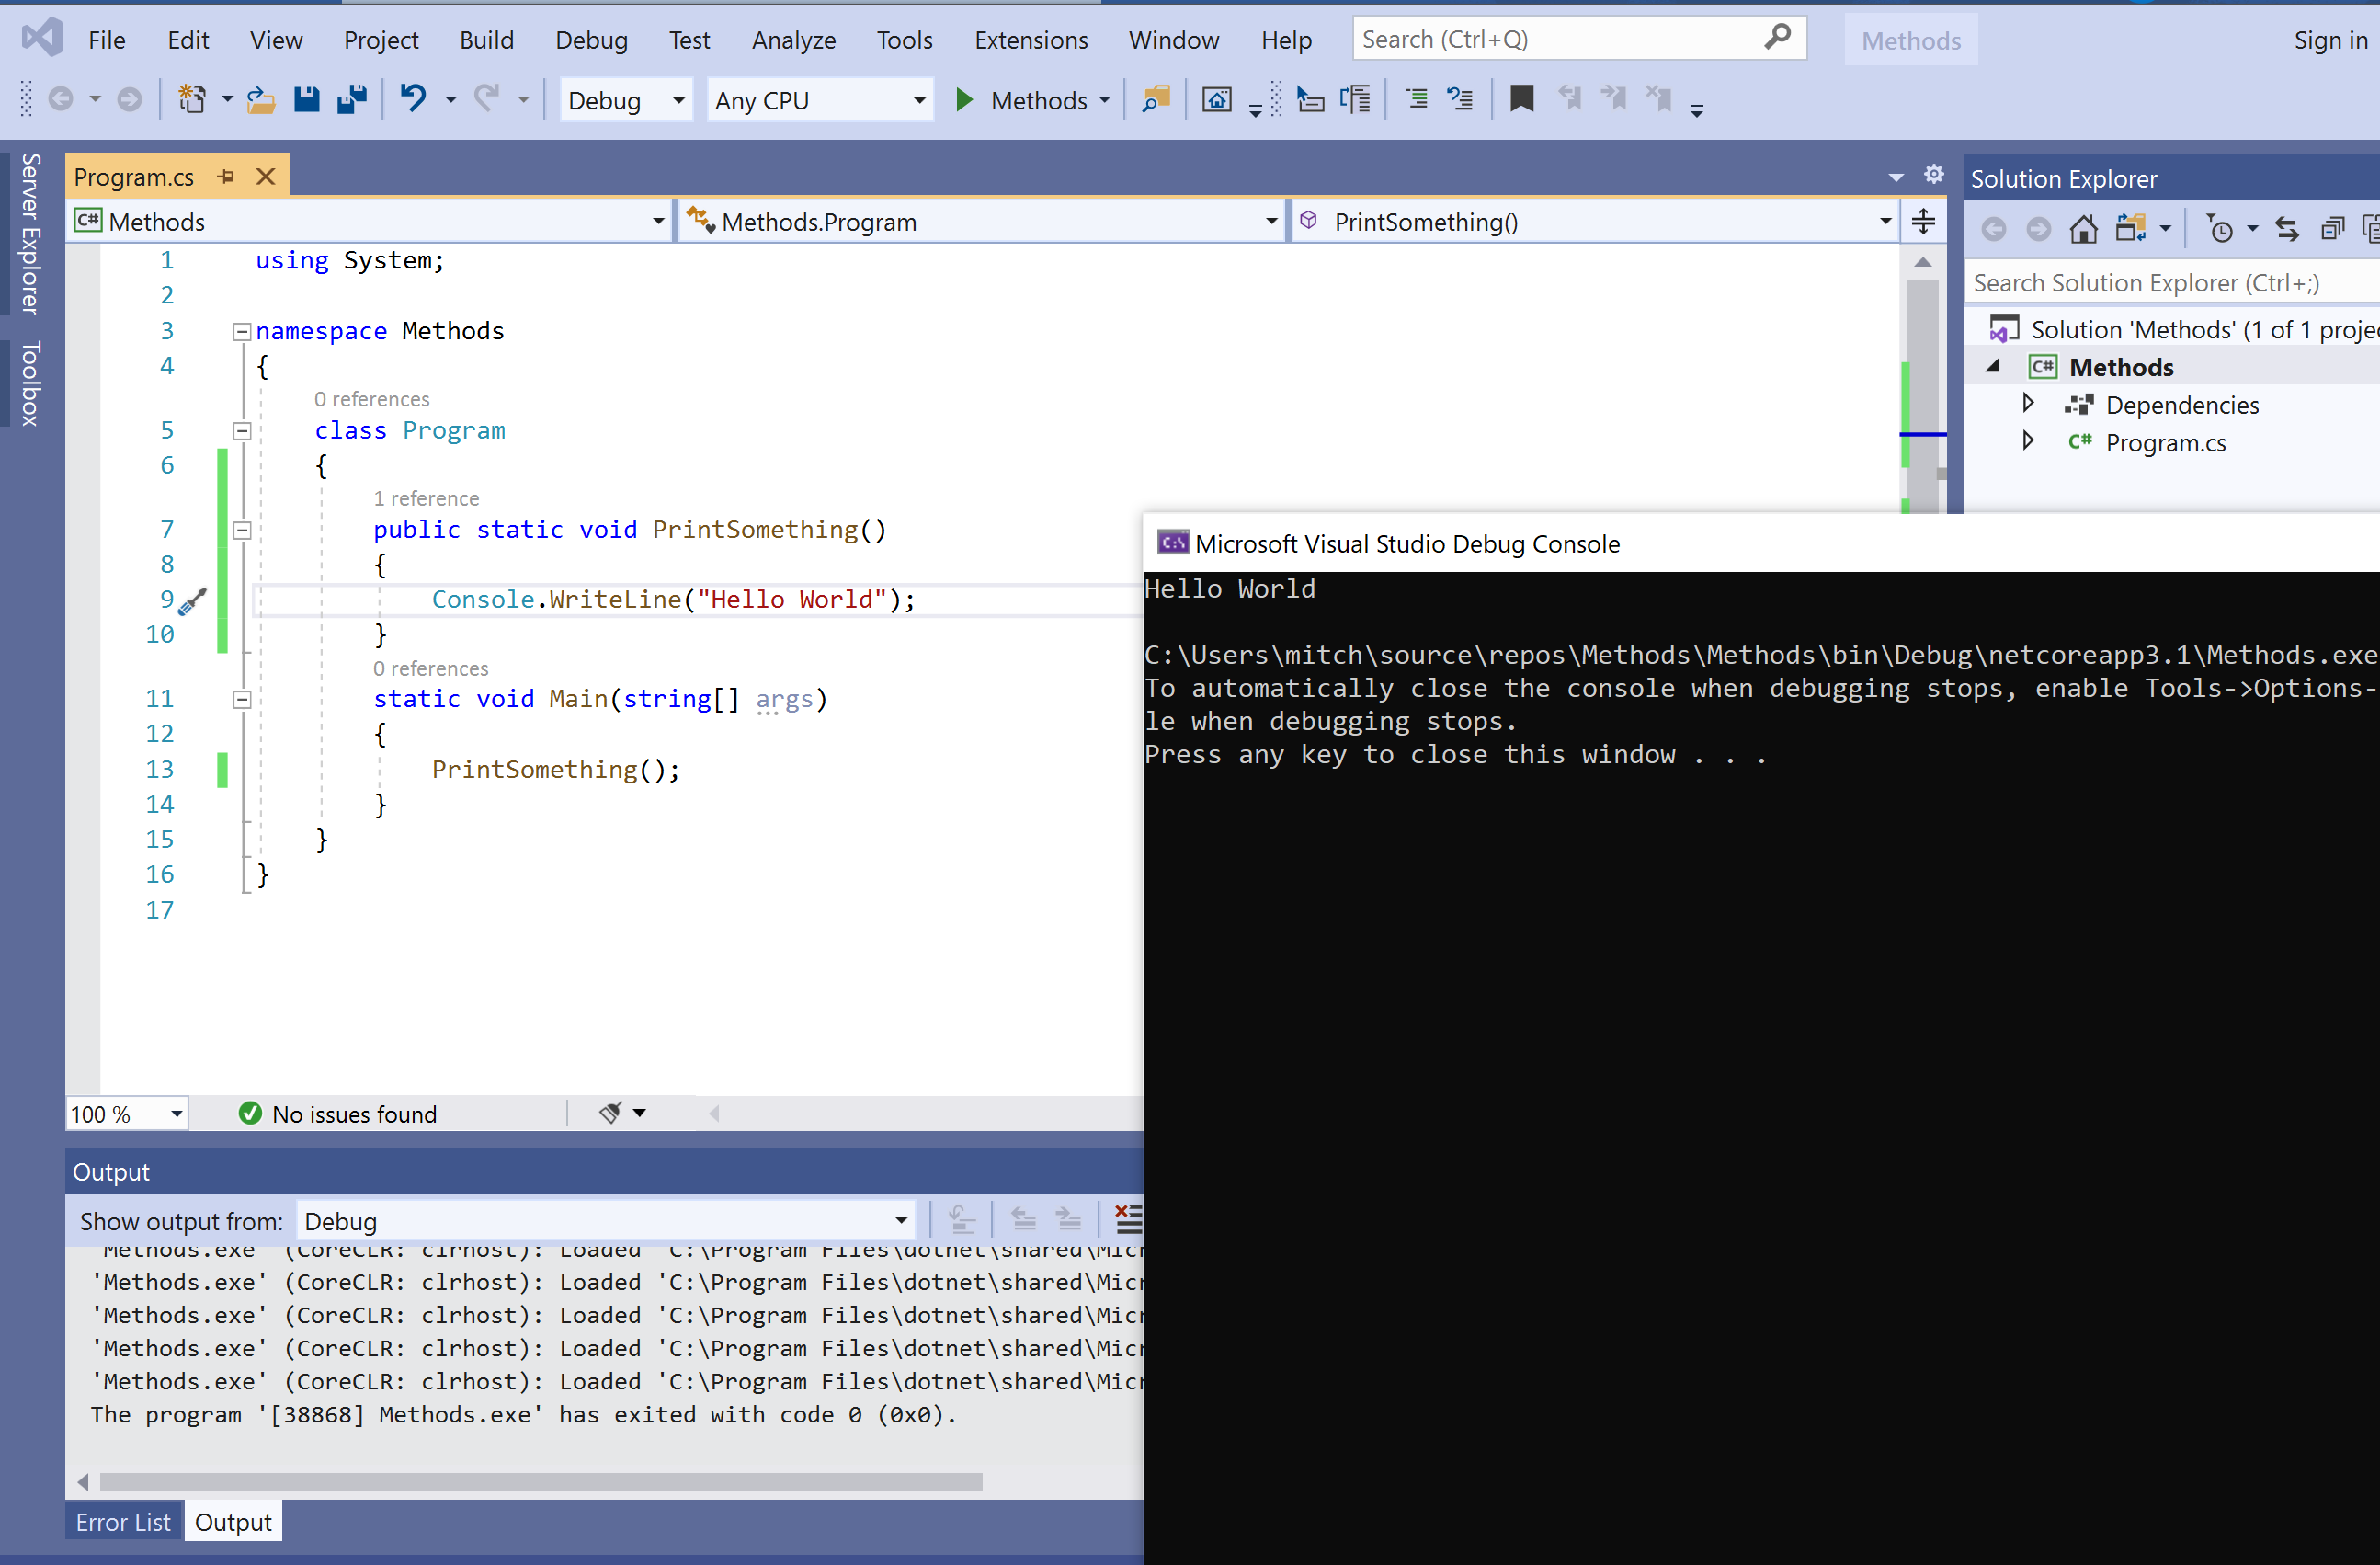 File Edit View Project Build Debug Test Analyze Tools Extensions Window Help Search (Ctrl+Q) Methods Sign in
Debug Any CPU Methods
Server Explorer
Toolbox
Program.cs
C# Methods Methods.Program PrintSomething()
1 using System;
2
3 namespace Methods
4 {
0 references
5 class Program
6 {
1 reference
7 public static void PrintSomething()
8 {
9 Console.WriteLine("Hello World");
10 }
0 references
11 static void Main(string[] args)
12 {
13 PrintSomething();
14 }
15 }
16 }
17
100 % No issues found
Output
Show output from: Debug
'Methods.exe' (CoreCLR: clrhost): Loaded 'C:\Program Files\dotnet\shared\Micr
'Methods.exe' (CoreCLR: clrhost): Loaded 'C:\Program Files\dotnet\shared\Micr
'Methods.exe' (CoreCLR: clrhost): Loaded 'C:\Program Files\dotnet\shared\Micr
'Methods.exe' (CoreCLR: clrhost): Loaded 'C:\Program Files\dotnet\shared\Micr
'Methods.exe' (CoreCLR: clrhost): Loaded 'C:\Program Files\dotnet\shared\Micr
The program '[38868] Methods.exe' has exited with code 0 (0x0).
Error List Output
Solution Explorer
Search Solution Explorer (Ctrl+;)
Solution 'Methods' (1 of 1 projec
C# Methods
Dependencies
C# Program.cs
C:\ Microsoft Visual Studio Debug Console
Hello World
C:\Users\mitch\source\repos\Methods\Methods\bin\Debug\netcoreapp3.1\Methods.exe
To automatically close the console when debugging stops, enable Tools->Options-
le when debugging stops.
Press any key to close this window . . .